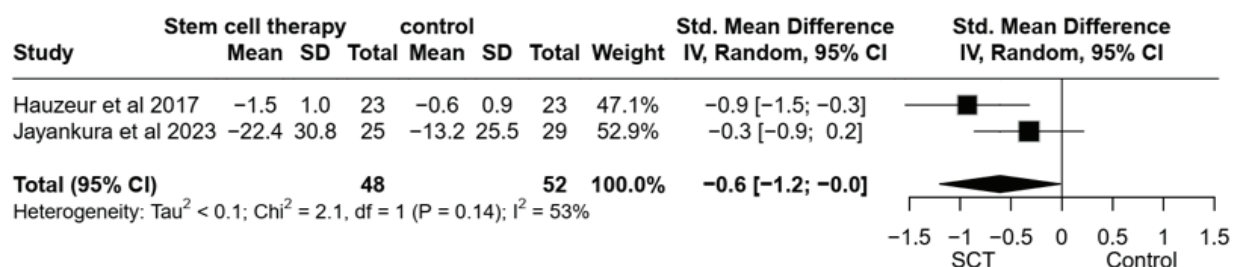 Stem cell therapy control Std. Mean Difference Std. Mean Difference
Study Mean SD Total Mean SD Total Weight IV, Random, 95% CI IV, Random, 95% CI
Hauzeur et al 2017 −1.5 1.0 23 −0.6 0.9 23 47.1% −0.9 [−1.5; −0.3]
Jayankura et al 2023 −22.4 30.8 25 −13.2 25.5 29 52.9% −0.3 [−0.9; 0.2]
Total (95% CI) 48 52 100.0% −0.6 [−1.2; −0.0]
Heterogeneity: Tau² < 0.1; Chi² = 2.1, df = 1 (P = 0.14); I² = 53%
−1.5 −1 −0.5 0 0.5 1 1.5
SCT Control